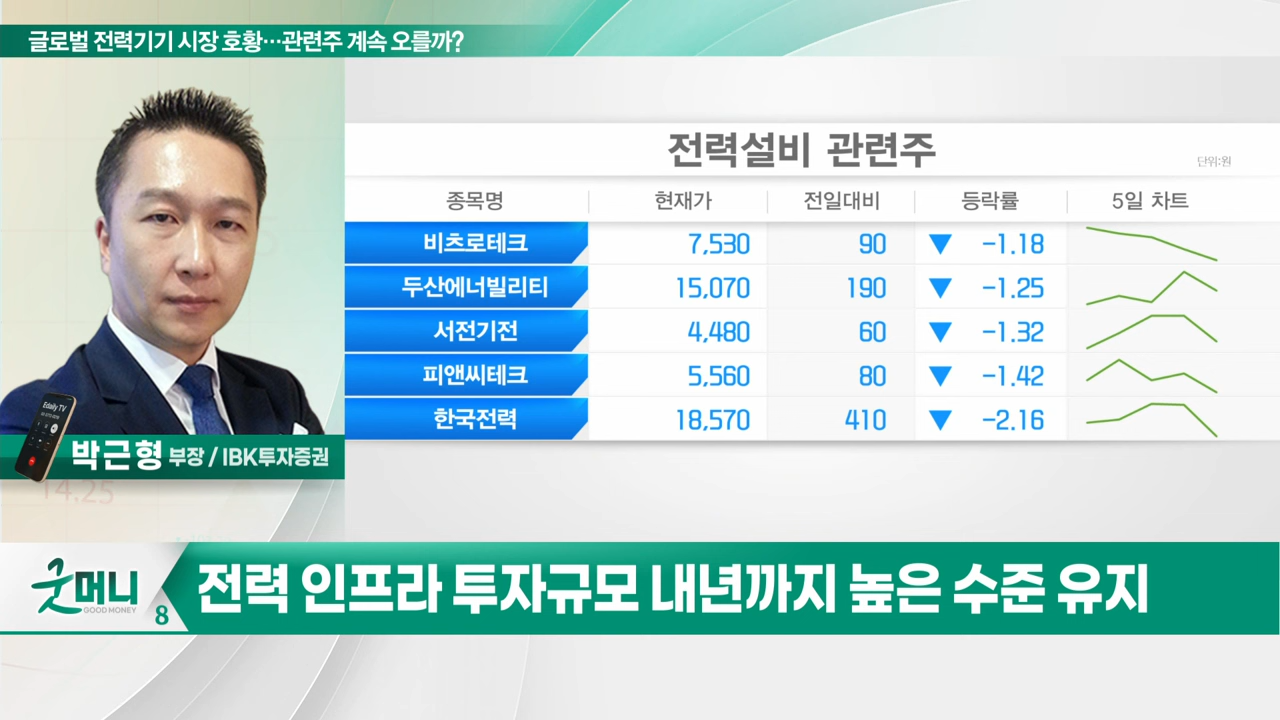 글로벌 전력기기 시장 호황…관련주 계속 오를까?
전력설비 관련주
단위:원
종목명 현재가 전일대비 등락률 5일 차트
비츠로테크 7,530 90 ▼ -1.18
두산에너빌리티 15,070 190 ▼ -1.25
서전기전 4,480 60 ▼ -1.32
피앤씨테크 5,560 80 ▼ -1.42
한국전력 18,570 410 ▼ -2.16
Edaily TV
박근형 부장 / IBK투자증권
14.25
굿머니
GOOD MONEY
8
전력 인프라 투자규모 내년까지 높은 수준 유지